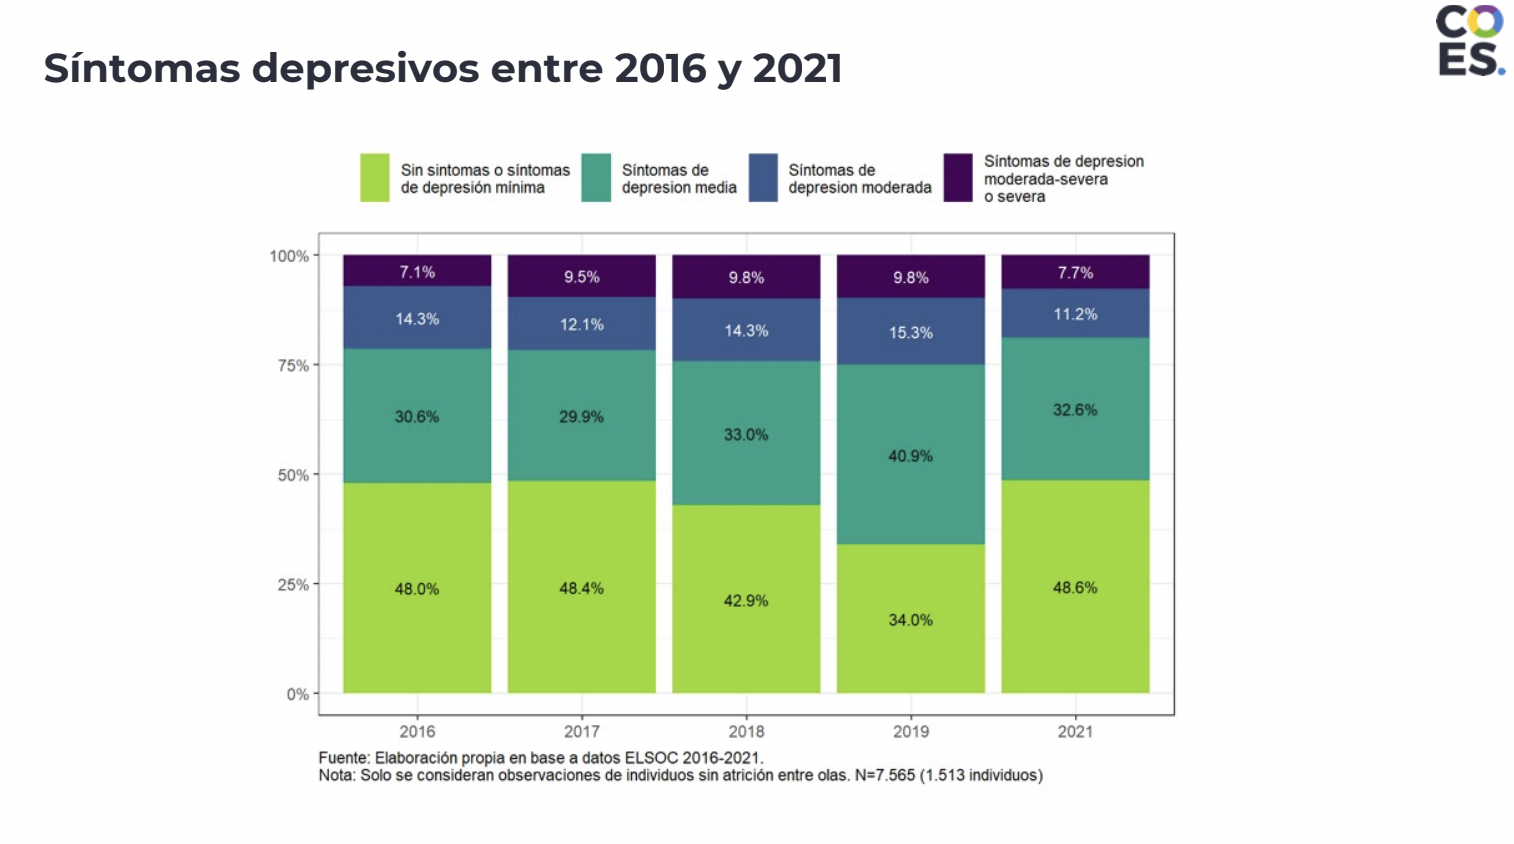 CO
ES.
Síntomas depresivos entre 2016 y 2021
Sin sintomas o síntomas
de depresión mínima
Síntomas de
depresion media
Síntomas de
depresion moderada
Síntomas de depresion
moderada-severa
o severa
100%
75%
50%
25%
0%
7.1%
9.5%
9.8%
9.8%
7.7%
14.3%
12.1%
14.3%
15.3%
11.2%
30.6%
29.9%
33.0%
40.9%
32.6%
48.0%
48.4%
42.9%
34.0%
48.6%
2016
2017
2018
2019
2021
Fuente: Elaboración propia en base a datos ELSOC 2016-2021.
Nota: Solo se consideran observaciones de individuos sin atrición entre olas. N=7.565 (1.513 individuos)